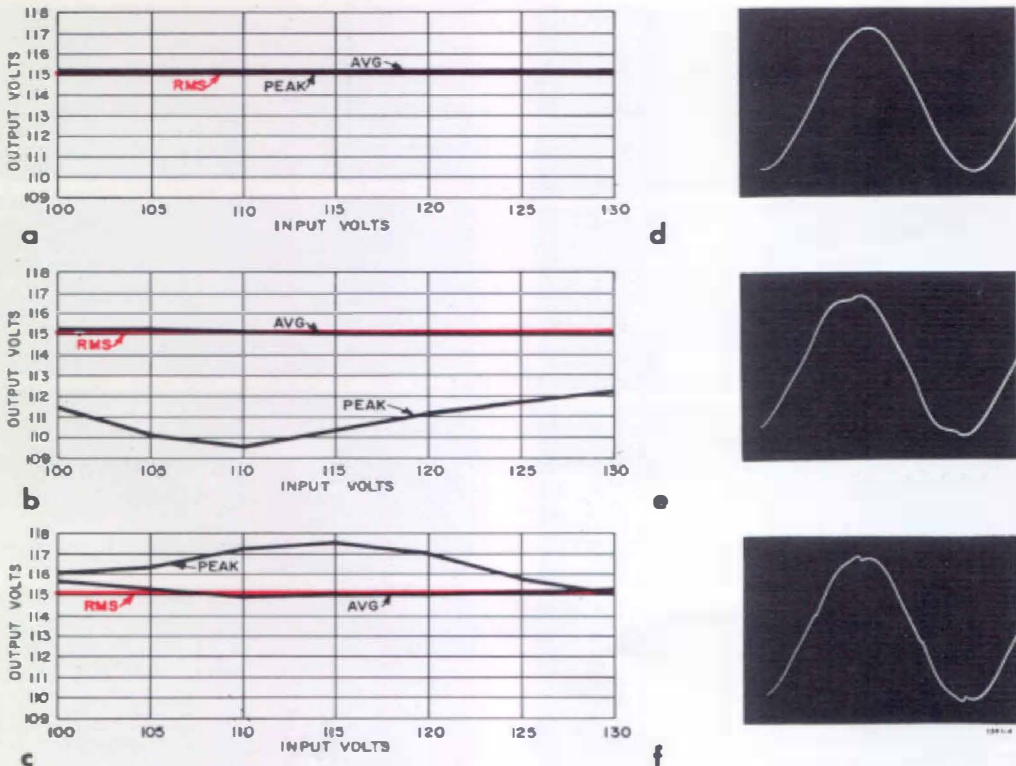 118
117
116
115
114
113
112
111
110
109
OUTPUT VOLTS
AVG
RMS
PEAK
100 105 110 115 120 125 130
INPUT VOLTS
a
d
118
117
116
115
114
113
112
111
110
109
OUTPUT VOLTS
AVG
RMS
PEAK
100 105 110 115 120 125 130
INPUT VOLTS
b
e
118
117
116
115
114
113
112
111
110
109
OUTPUT VOLTS
PEAK
RMS
AVG
100 105 110 115 120 125 130
INPUT VOLTS
c
f